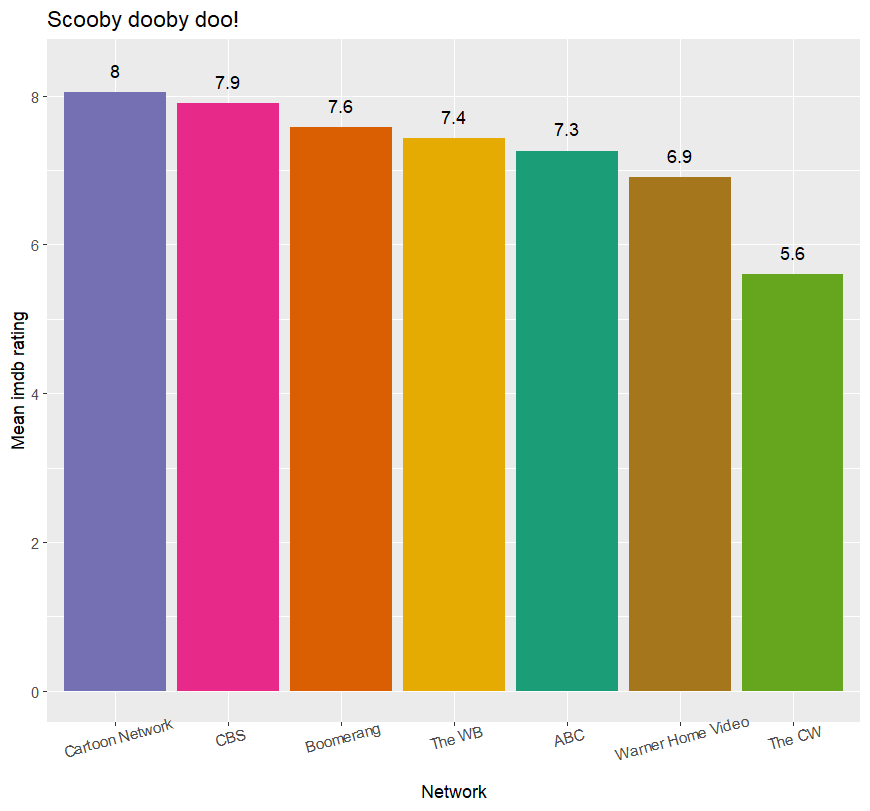 Scooby dooby doo!
8
7.9
7.6
7.4
7.3
6.9
5.6
8
6
4
2
0
Mean imdb rating
Cartoon Network
CBS
Boomerang
The WB
ABC
Warner Home Video
The CW
Network